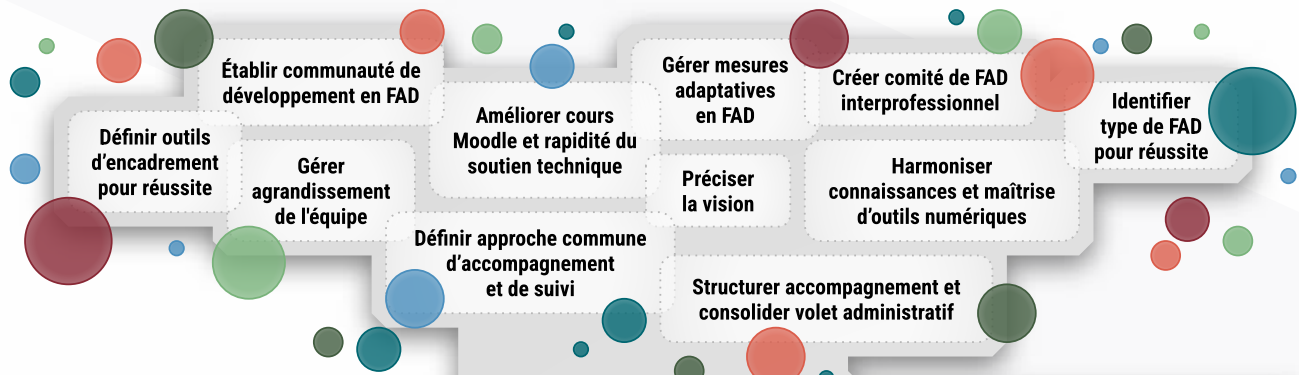 Établir communauté de
développement en FAD
Définir outils
d’encadrement
pour réussite
Gérer
agrandissement
de l'équipe
Améliorer cours
Moodle et rapidité du
soutien technique
Définir approche commune
d’accompagnement
et de suivi
Gérer mesures
adaptatives
en FAD
Préciser
la vision
Créer comité de FAD
interprofessionnel
Harmoniser
connaissances et maîtrise
d’outils numériques
Identifier
type de FAD
pour réussite
Structurer accompagnement et
consolider volet administratif